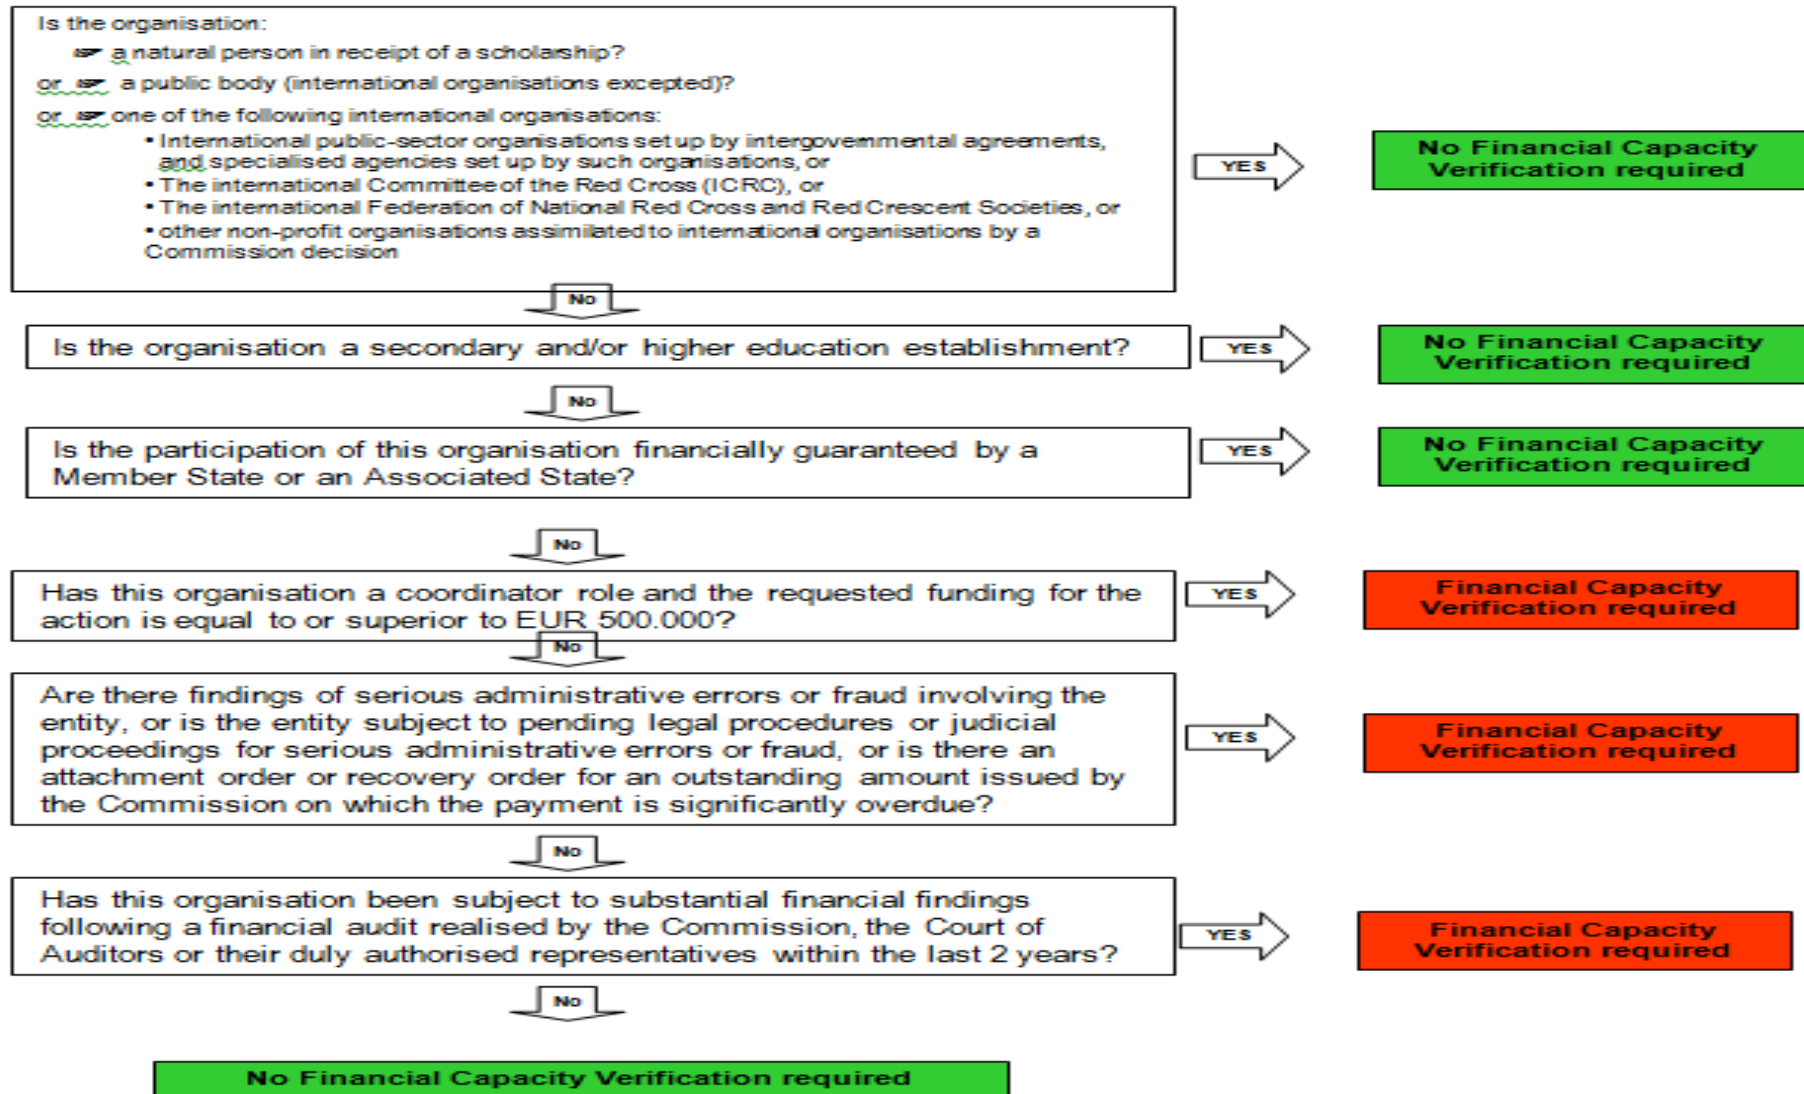 Is the organisation:
☞ a natural person in receipt of a scholarship?
or ☞ a public body (international organisations excepted)?
or ☞ one of the following international organisations:
• International public-sector organisations set up by intergovernmental agreements,
and specialised agencies set up by such organisations, or
• The international Committee of the Red Cross (ICRC), or
• The international Federation of National Red Cross and Red Crescent Societies, or
• other non-profit organisations assimilated to international organisations by a
Commission decision
YES
No Financial Capacity
Verification required
No
Is the organisation a secondary and/or higher education establishment?
YES
No Financial Capacity
Verification required
No
Is the participation of this organisation financially guaranteed by a
Member State or an Associated State?
YES
No Financial Capacity
Verification required
No
Has this organisation a coordinator role and the requested funding for the
action is equal to or superior to EUR 500.000?
YES
Financial Capacity
Verification required
No
Are there findings of serious administrative errors or fraud involving the
entity, or is the entity subject to pending legal procedures or judicial
proceedings for serious administrative errors or fraud, or is there an
attachment order or recovery order for an outstanding amount issued by
the Commission on which the payment is significantly overdue?
YES
Financial Capacity
Verification required
No
Has this organisation been subject to substantial financial findings
following a financial audit realised by the Commission, the Court of
Auditors or their duly authorised representatives within the last 2 years?
YES
Financial Capacity
Verification required
No
No Financial Capacity Verification required